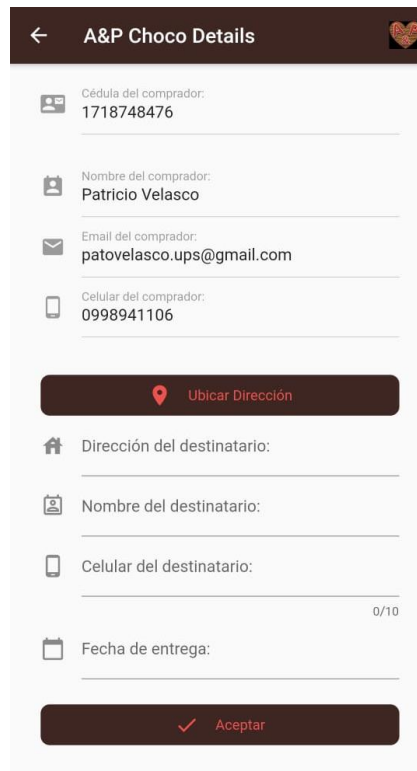 A&P Choco Details
Cédula del comprador:
1718748476
Nombre del comprador:
Patricio Velasco
Email del comprador:
patovelasco.ups@gmail.com
Celular del comprador:
0998941106
Ubicar Dirección
Dirección del destinatario:
Nombre del destinatario:
Celular del destinatario:
0/10
Fecha de entrega:
Aceptar